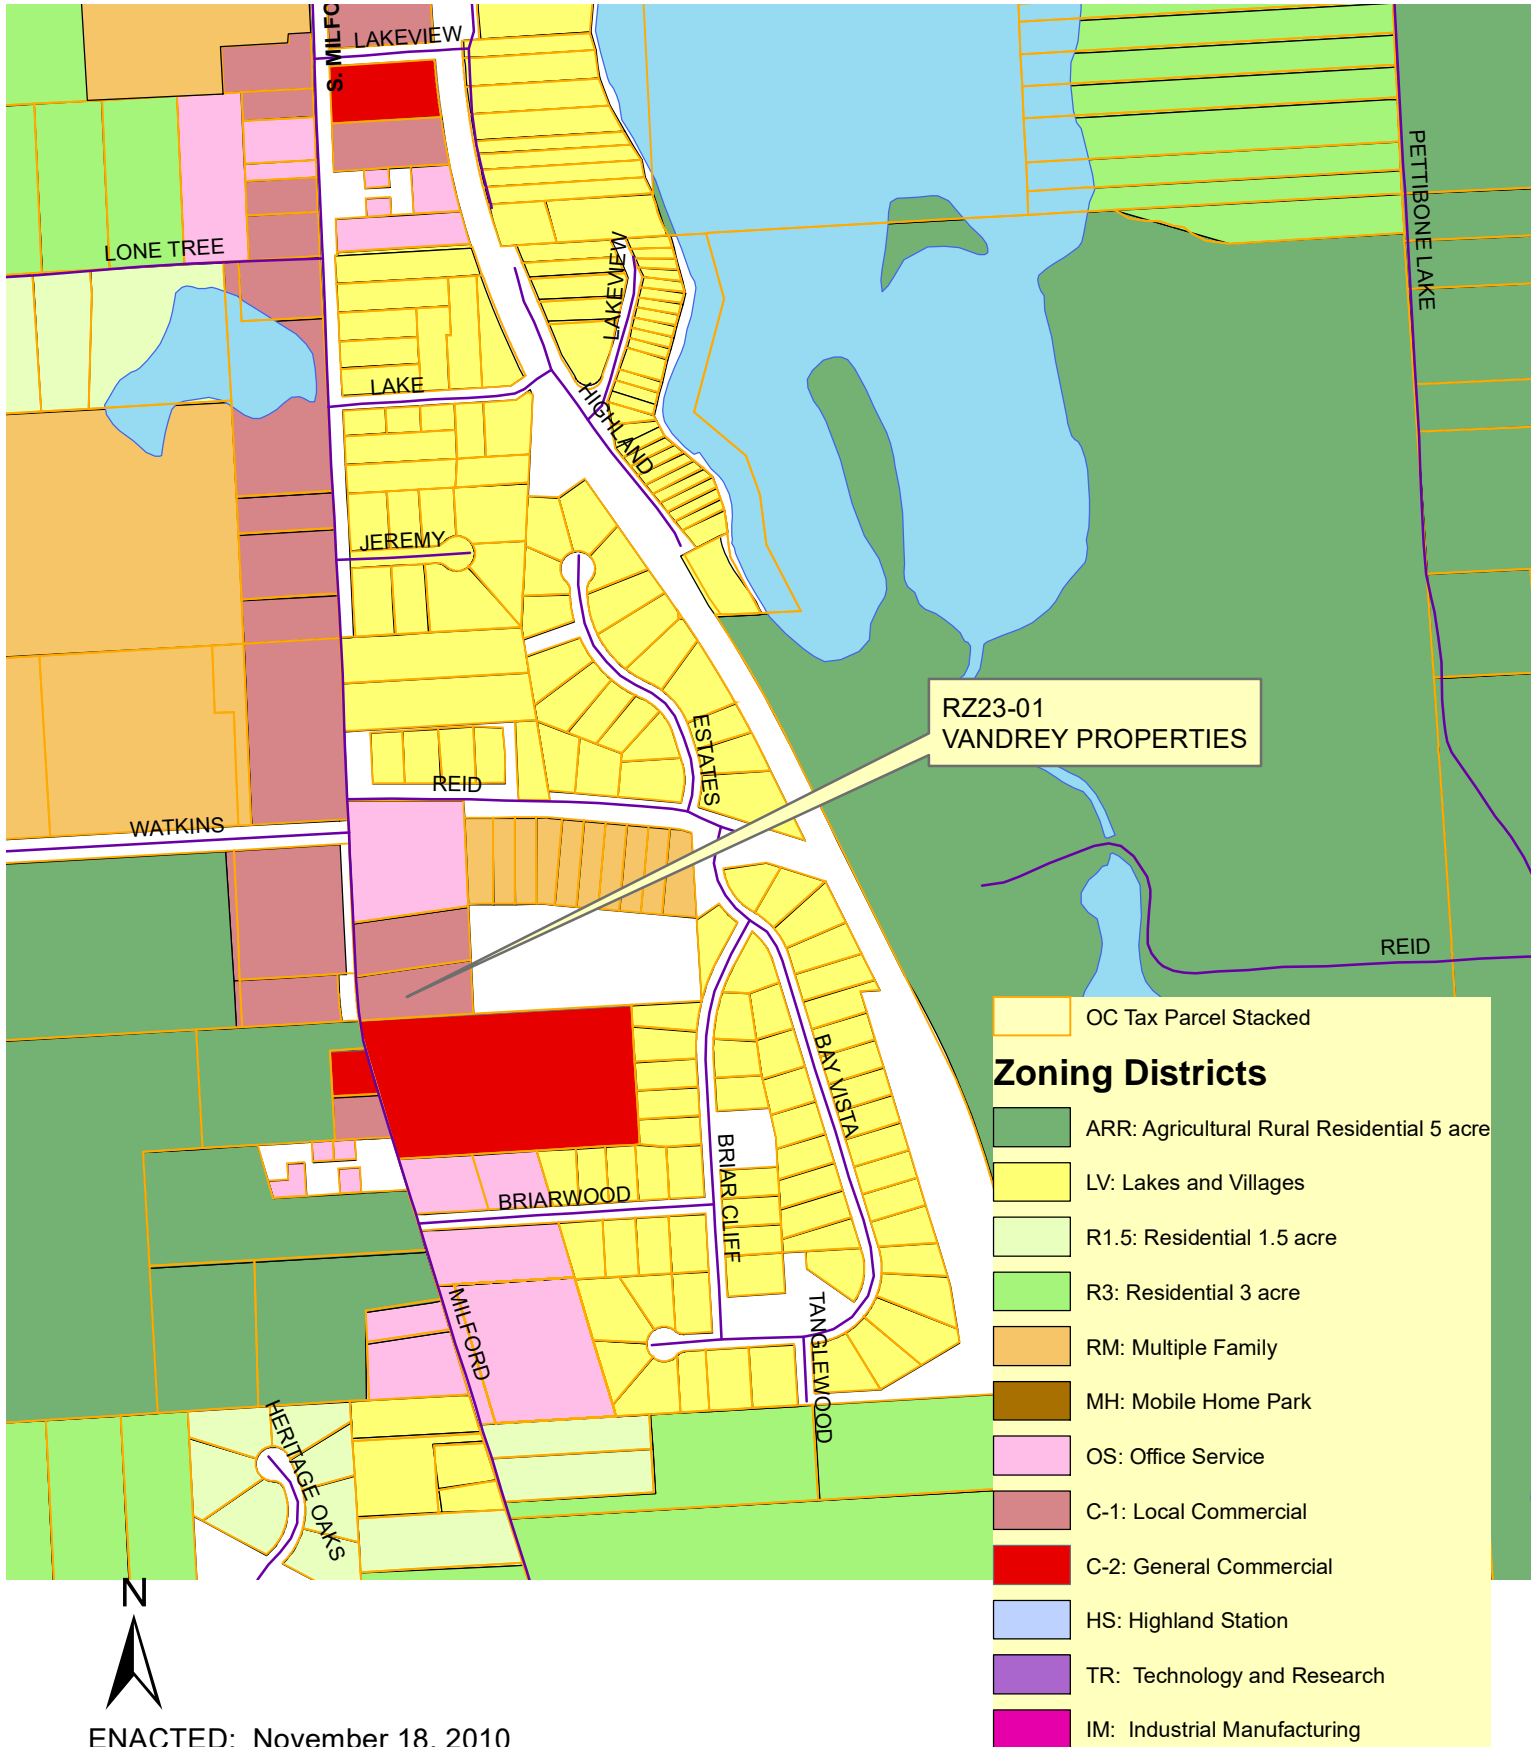 S. MILFO
LAKEVIEW
PETTIBONE LAKE
LONE TREE
LAKEVIEW
LAKE
HIGHLAND
JEREMY
RZ23-01
VANDREY PROPERTIES
ESTATES
REID
WATKINS
REID
BAY VISTA
BRIAR CLIFF
BRIARWOOD
MILFORD
TANGLEWOOD
HERITAGE OAKS
OC Tax Parcel Stacked
Zoning Districts
ARR: Agricultural Rural Residential 5 acre
LV: Lakes and Villages
R1.5: Residential 1.5 acre
R3: Residential 3 acre
RM: Multiple Family
MH: Mobile Home Park
OS: Office Service
C-1: Local Commercial
C-2: General Commercial
HS: Highland Station
TR: Technology and Research
IM: Industrial Manufacturing
N
ENACTED: November 18, 2010